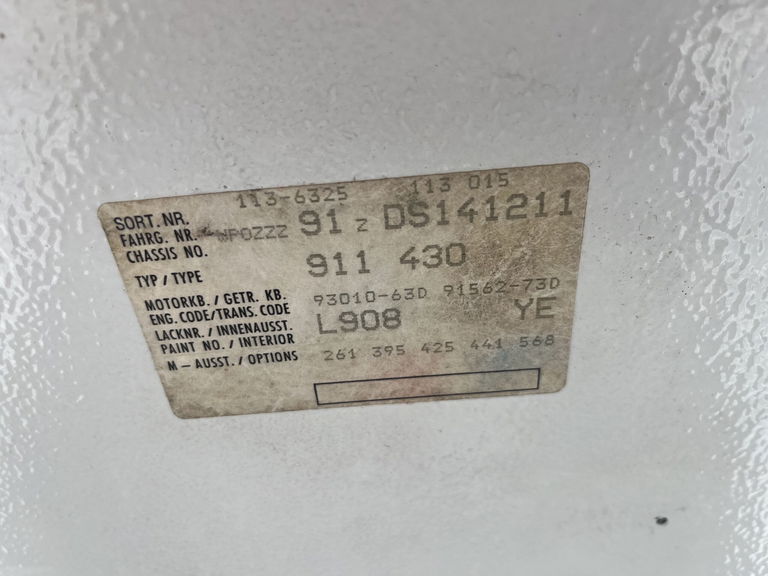 113-6325 113 015
SORT. NR.
FAHRG. NR. WPOZZZ 91 Z DS141211
CHASSIS NO.
TYP / TYPE 911 430
MOTORKB. / GETR. KB.
ENG. CODE/TRANS. CODE 93010-63D 91562-73D
LACKNR. / INNENAUSST. L908 YE
PAINT NO. / INTERIOR
M – AUSST. / OPTIONS 261 395 425 441 568